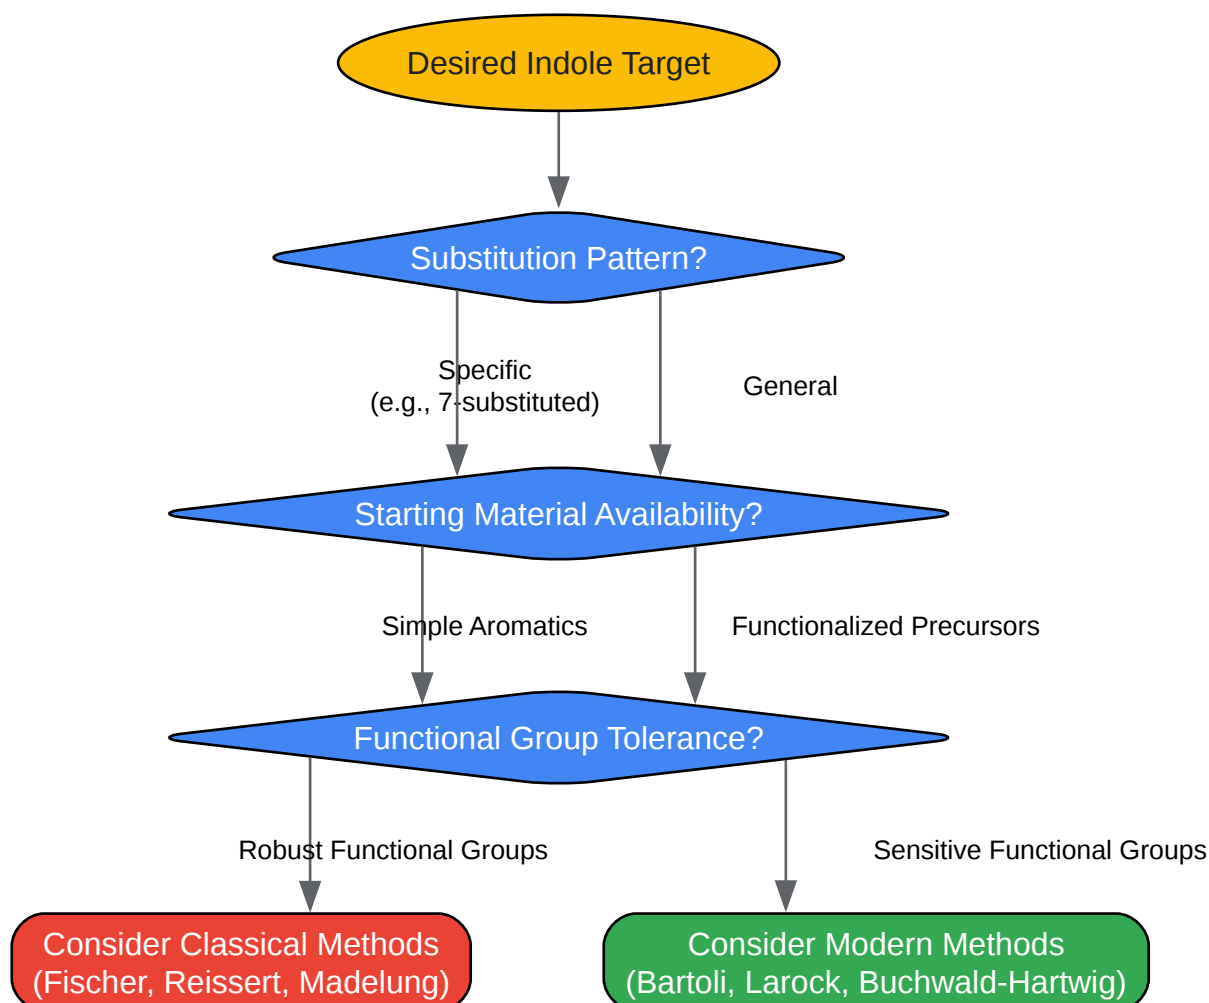 Desired Indole Target
Substitution Pattern?
Specific
(e.g., 7-substituted)
General
Starting Material Availability?
Simple Aromatics
Functionalized Precursors
Functional Group Tolerance?
Robust Functional Groups
Sensitive Functional Groups
Consider Classical Methods
(Fischer, Reissert, Madelung)
Consider Modern Methods
(Bartoli, Larock, Buchwald-Hartwig)